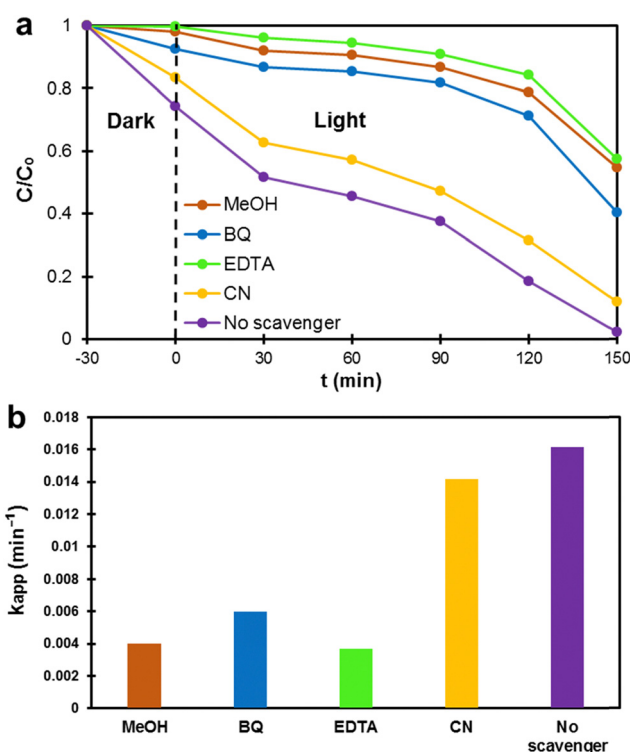 a
1
0.8
0.6
0.4
0.2
0
C/C₀
Dark
Light
MeOH
BQ
EDTA
CN
No scavenger
-30
0
30
60
90
120
150
t (min)
b
0.018
0.016
0.014
0.012
0.01
0.008
0.006
0.004
0.002
0
kapp (min⁻¹)
MeOH
BQ
EDTA
CN
No
scavenger